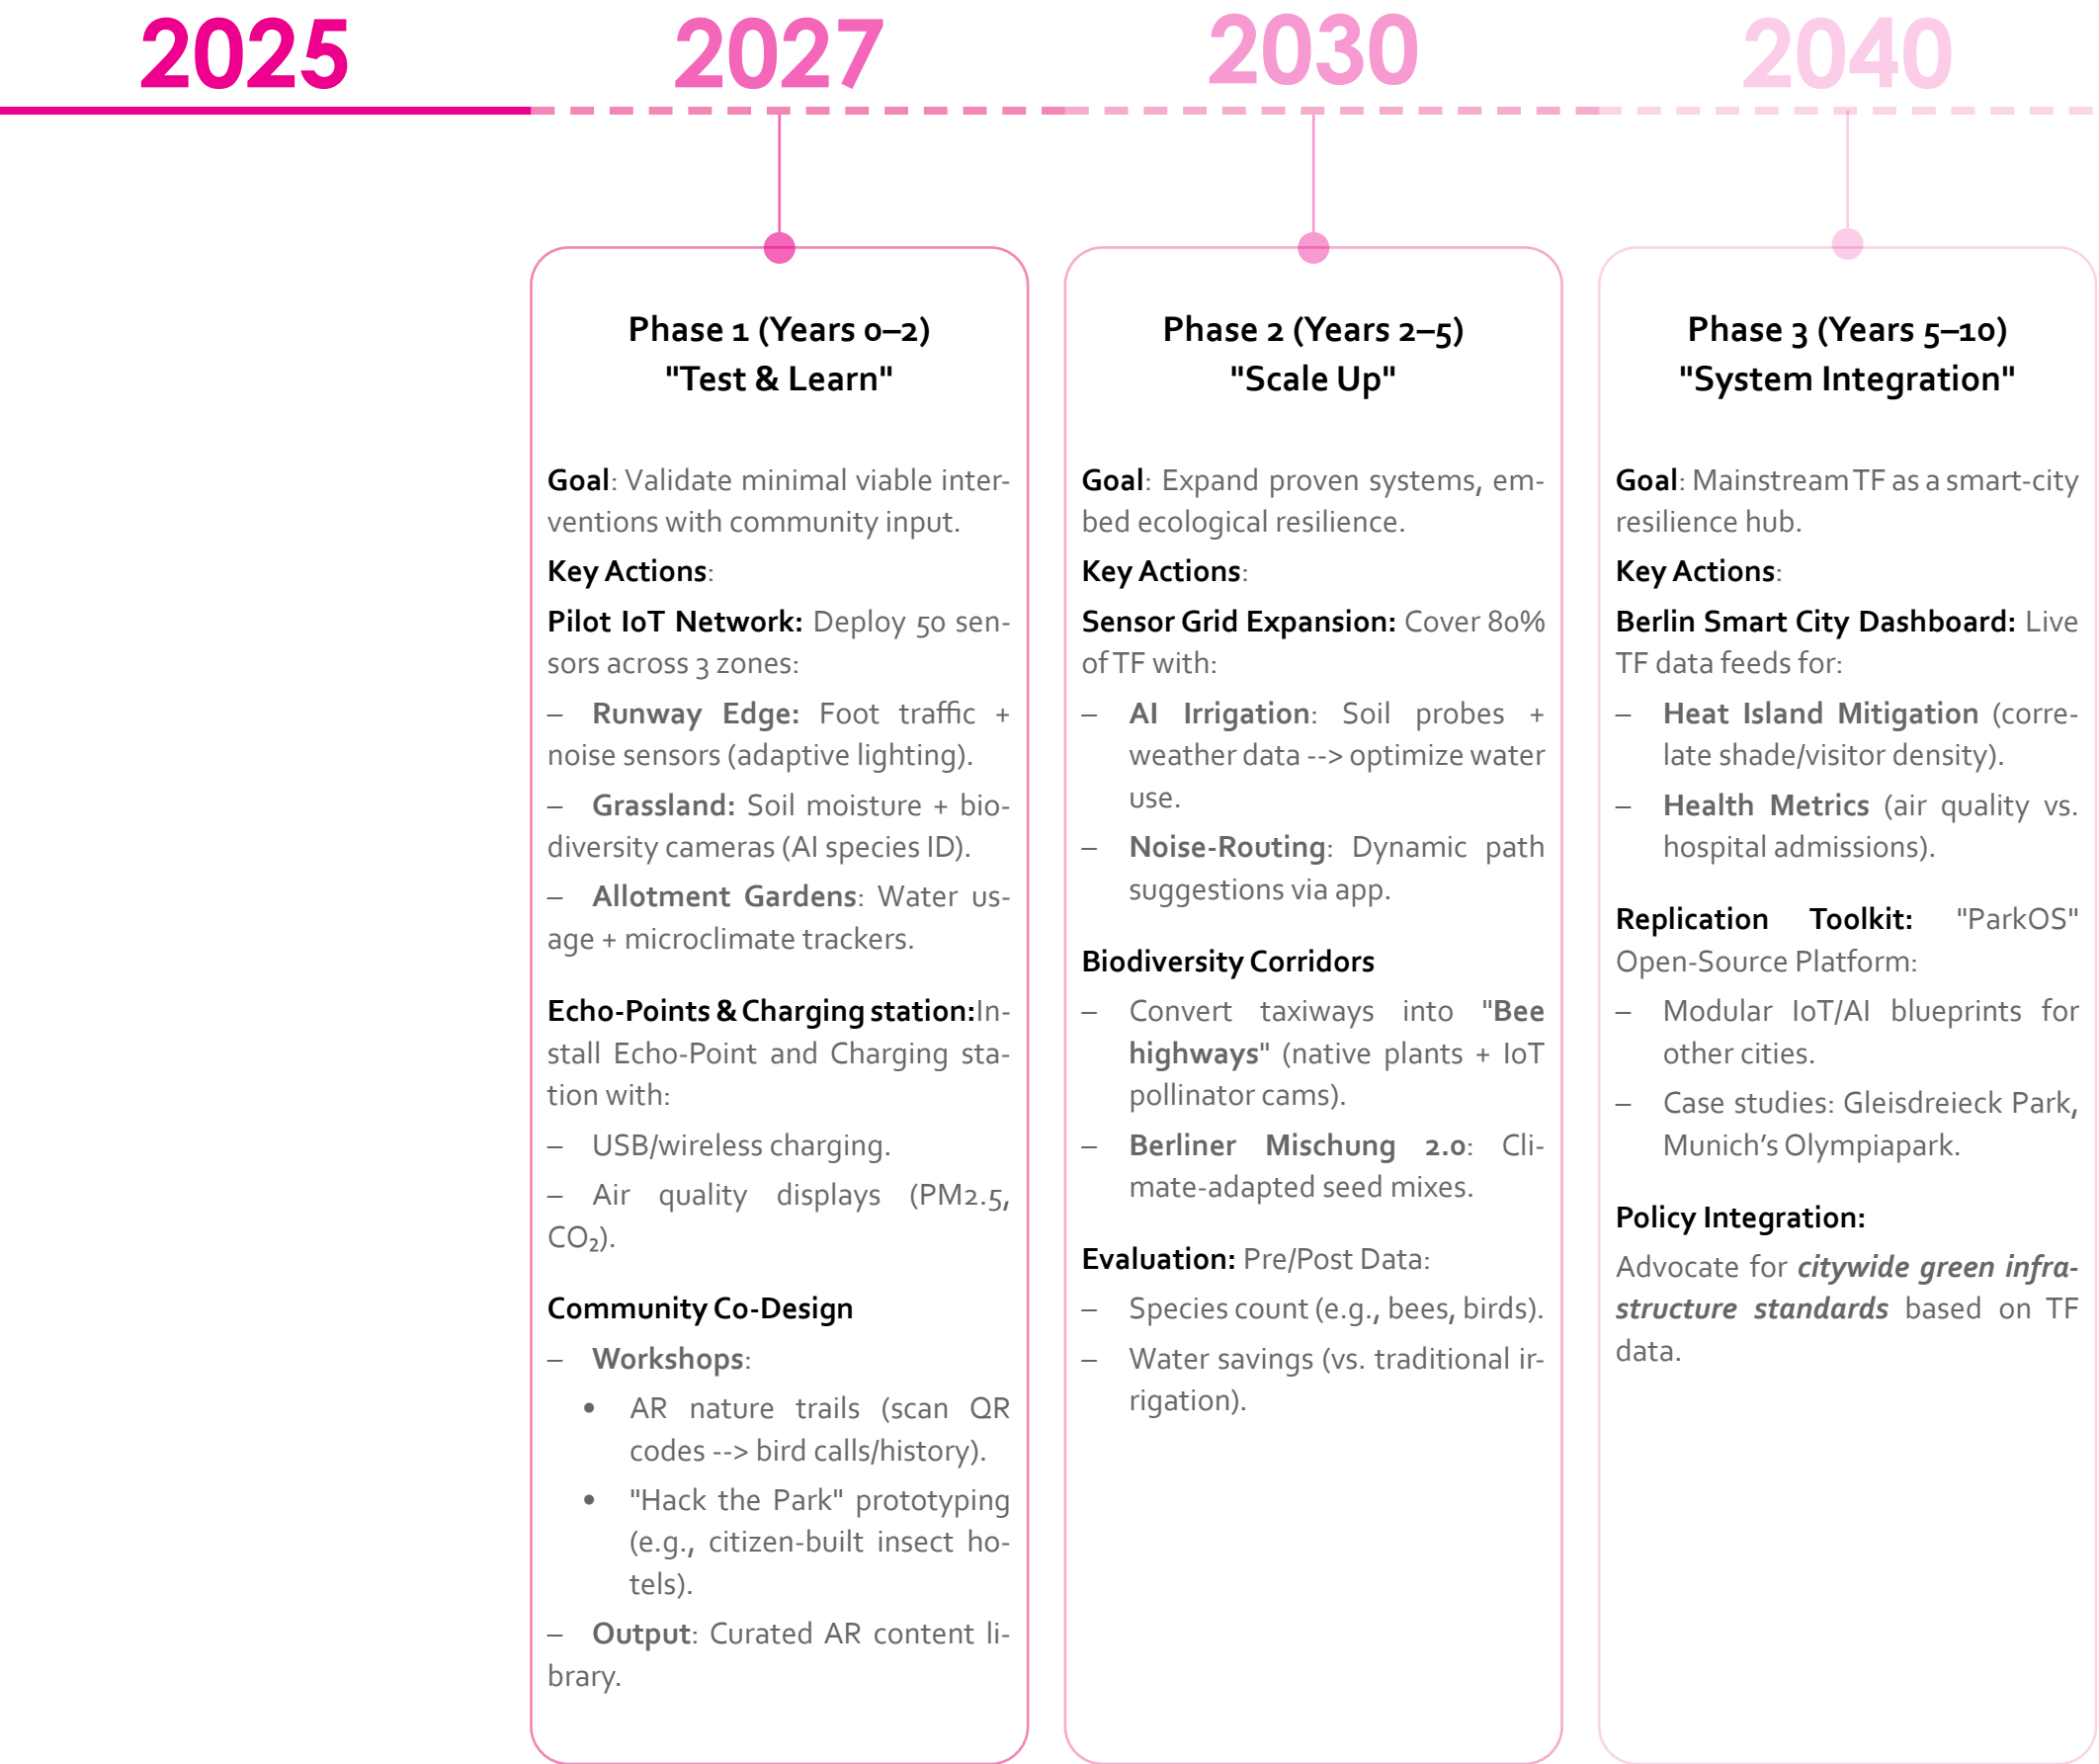 2025
2027
2030
2040
Phase 1 (Years 0–2)
"Test & Learn"
Goal: Validate minimal viable inter-
ventions with community input.
Key Actions:
Pilot IoT Network: Deploy 50 sen-
sors across 3 zones:
– Runway Edge: Foot traffic +
noise sensors (adaptive lighting).
– Grassland: Soil moisture + bio-
diversity cameras (AI species ID).
– Allotment Gardens: Water us-
age + microclimate trackers.
Echo-Points & Charging station:In-
stall Echo-Point and Charging sta-
tion with:
– USB/wireless charging.
– Air quality displays (PM2.5,
CO₂).
Community Co-Design
– Workshops:
• AR nature trails (scan QR
codes --> bird calls/history).
• "Hack the Park" prototyping
(e.g., citizen-built insect ho-
tels).
– Output: Curated AR content li-
brary.
Phase 2 (Years 2–5)
"Scale Up"
Goal: Expand proven systems, em-
bed ecological resilience.
Key Actions:
Sensor Grid Expansion: Cover 80%
of TF with:
– AI Irrigation: Soil probes +
weather data --> optimize water
use.
– Noise-Routing: Dynamic path
suggestions via app.
Biodiversity Corridors
– Convert taxiways into "Bee
highways" (native plants + IoT
pollinator cams).
– Berliner Mischung 2.0: Cli-
mate-adapted seed mixes.
Evaluation: Pre/Post Data:
– Species count (e.g., bees, birds).
– Water savings (vs. traditional ir-
rigation).
Phase 3 (Years 5–10)
"System Integration"
Goal: Mainstream TF as a smart-city
resilience hub.
Key Actions:
Berlin Smart City Dashboard: Live
TF data feeds for:
– Heat Island Mitigation (corre-
late shade/visitor density).
– Health Metrics (air quality vs.
hospital admissions).
Replication Toolkit: "ParkOS"
Open-Source Platform:
– Modular IoT/AI blueprints for
other cities.
– Case studies: Gleisdreieck Park,
Munich’s Olympiapark.
Policy Integration:
Advocate for citywide green infra-
structure standards based on TF
data.